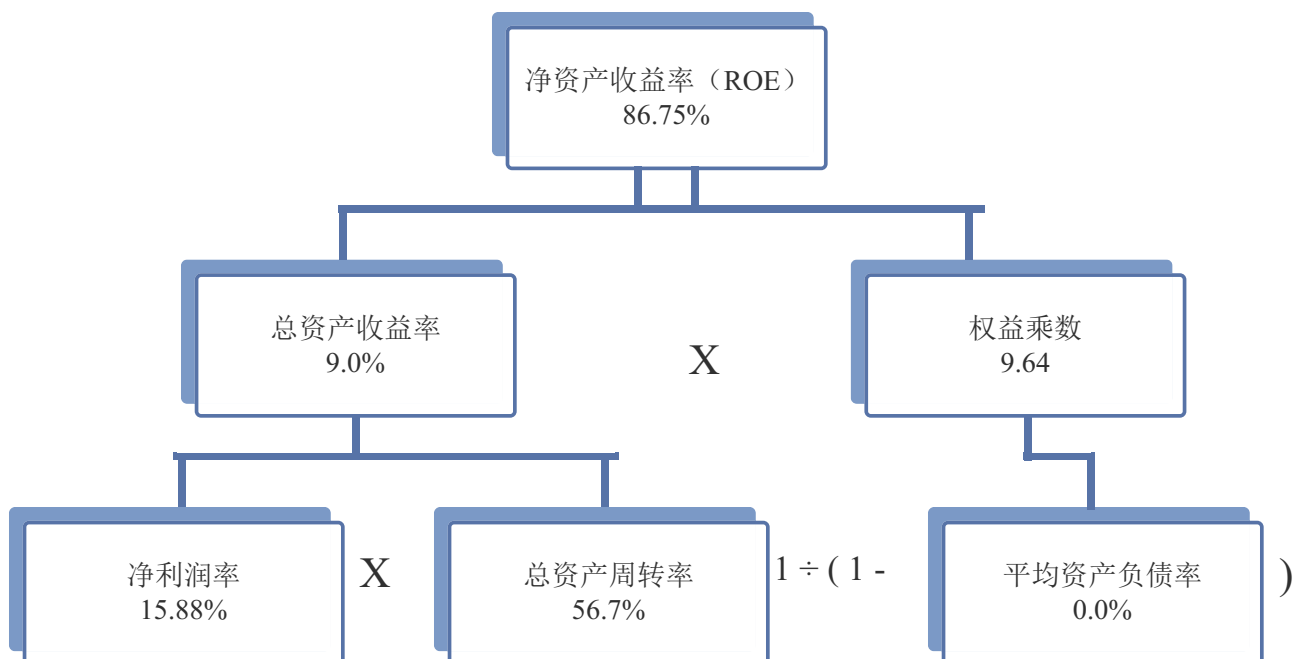 净资产收益率（ROE）
86.75%
总资产收益率
9.0%
X
权益乘数
9.64
净利润率
15.88%
X
总资产周转率
56.7%
1 ÷ ( 1 -
平均资产负债率
0.0%
)